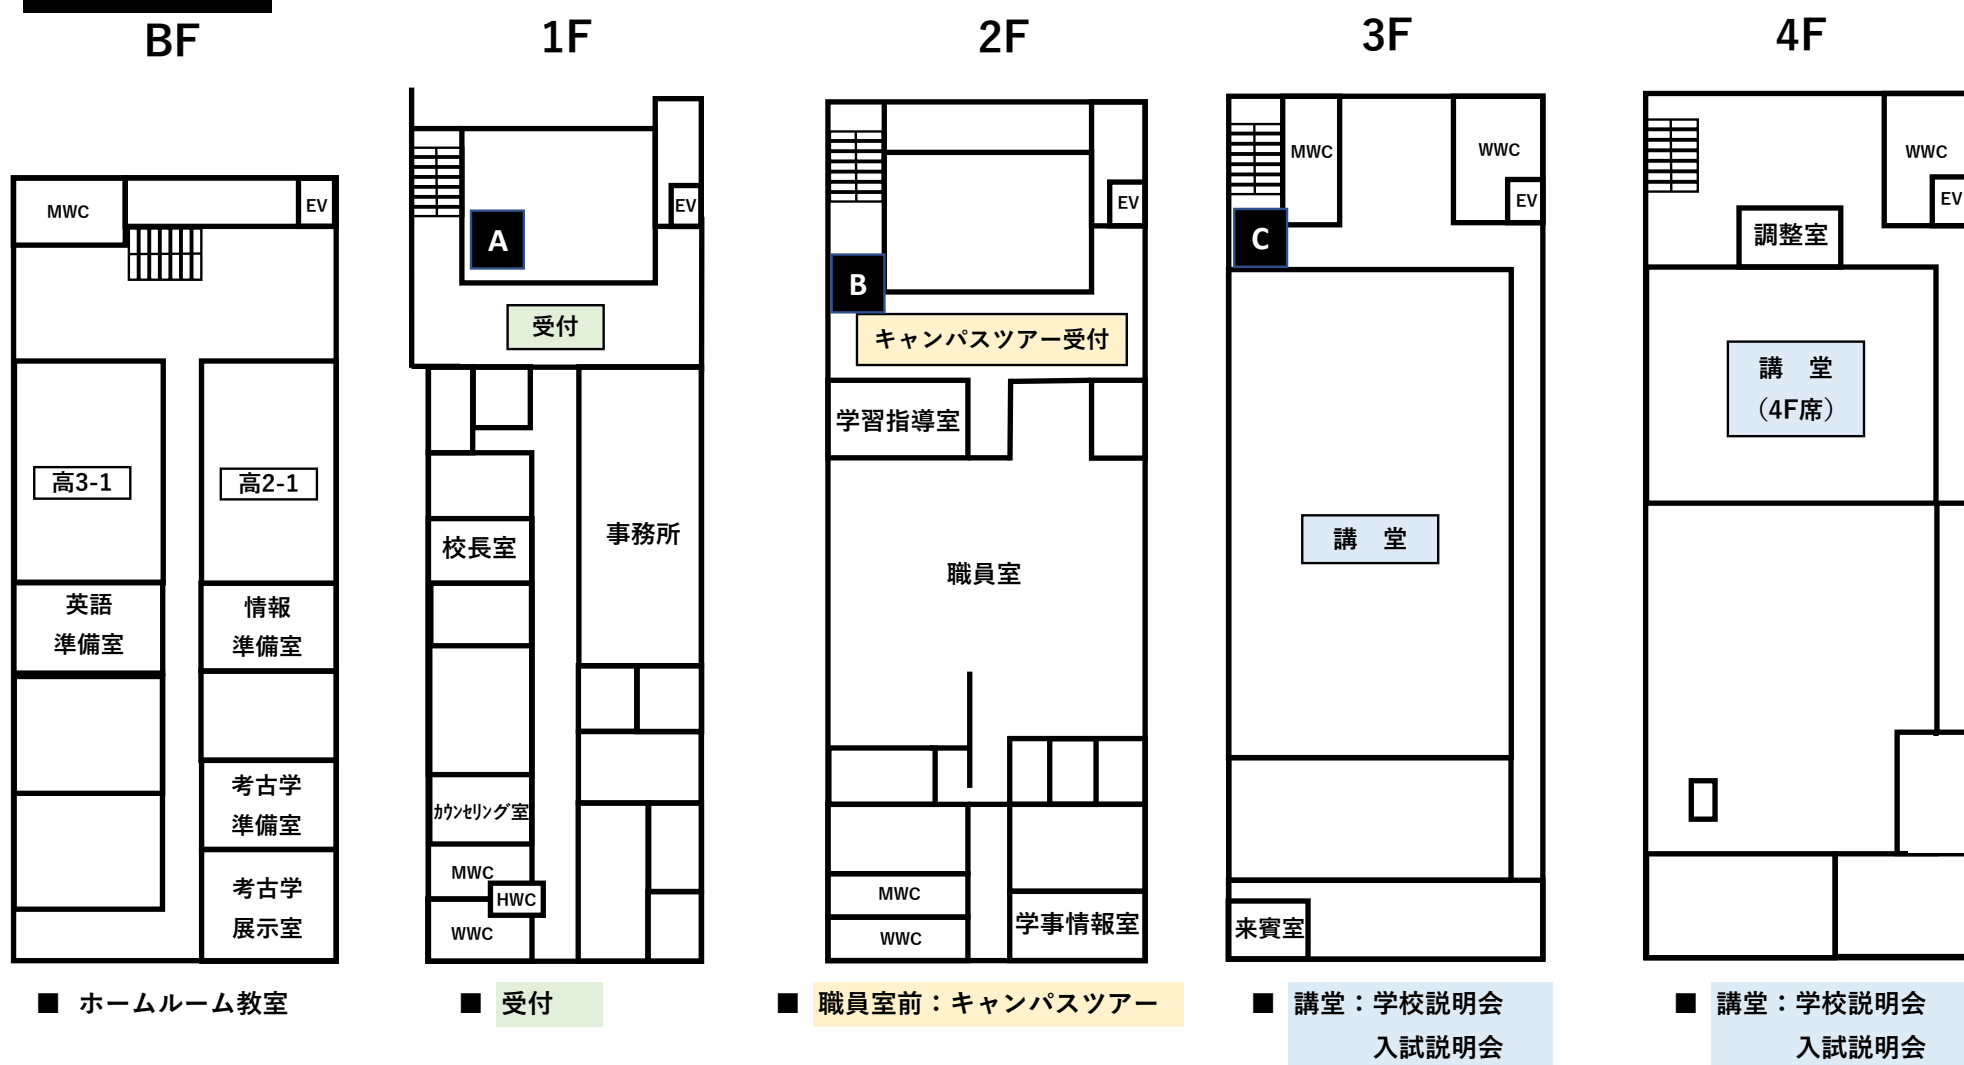 BF
MWC
EV
高3-1
高2-1
英語
準備室
情報
準備室
考古学
準備室
考古学
展示室
■ ホームルーム教室
1F
A
EV
受付
校長室
事務所
ｶｳﾝｾﾘﾝｸﾞ室
MWC
HWC
WWC
■ 受付
2F
EV
B
キャンパスツアー受付
学習指導室
職員室
MWC
WWC
学事情報室
■ 職員室前：キャンパスツアー
3F
MWC
WWC
EV
C
講　堂
来賓室
■ 講堂：学校説明会
入試説明会
4F
WWC
EV
調整室
講　堂
（4F席）
■ 講堂：学校説明会
入試説明会